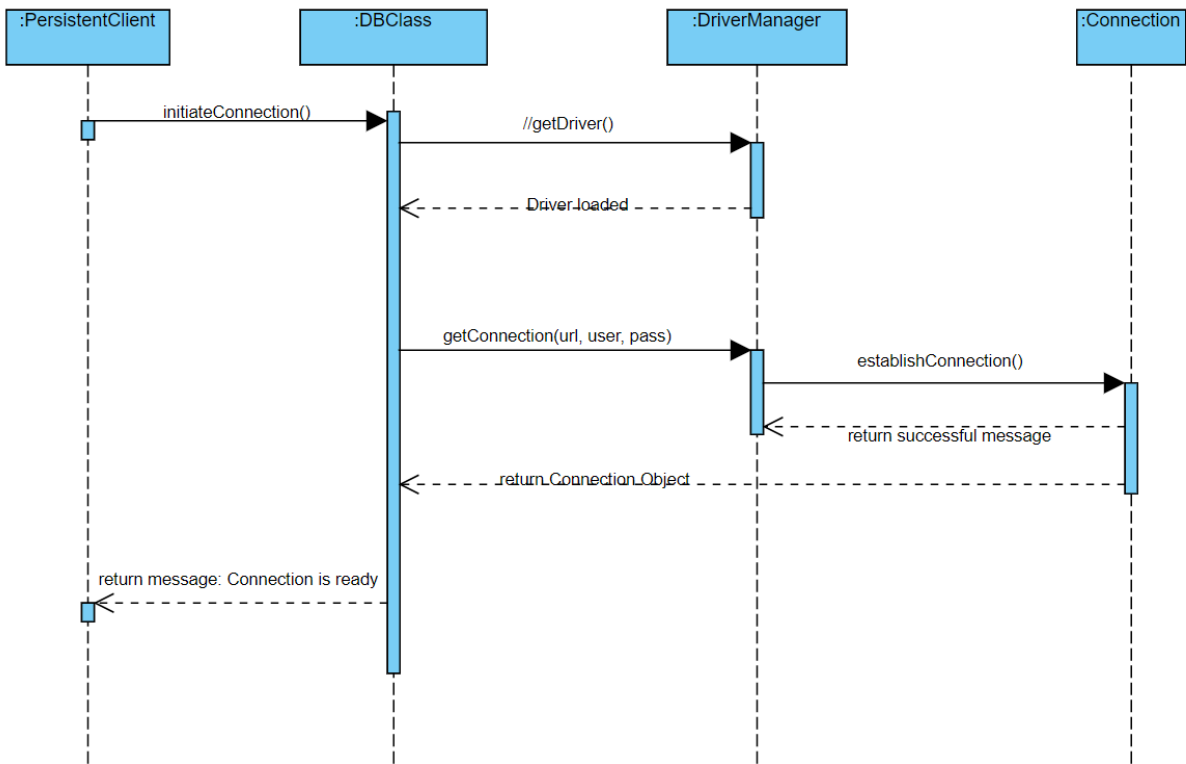 :PersistentClient
:DBClass
:DriverManager
:Connection
initiateConnection()
//getDriver()
Driver loaded
getConnection(url, user, pass)
establishConnection()
return successful message
return Connection Object
return message: Connection is ready